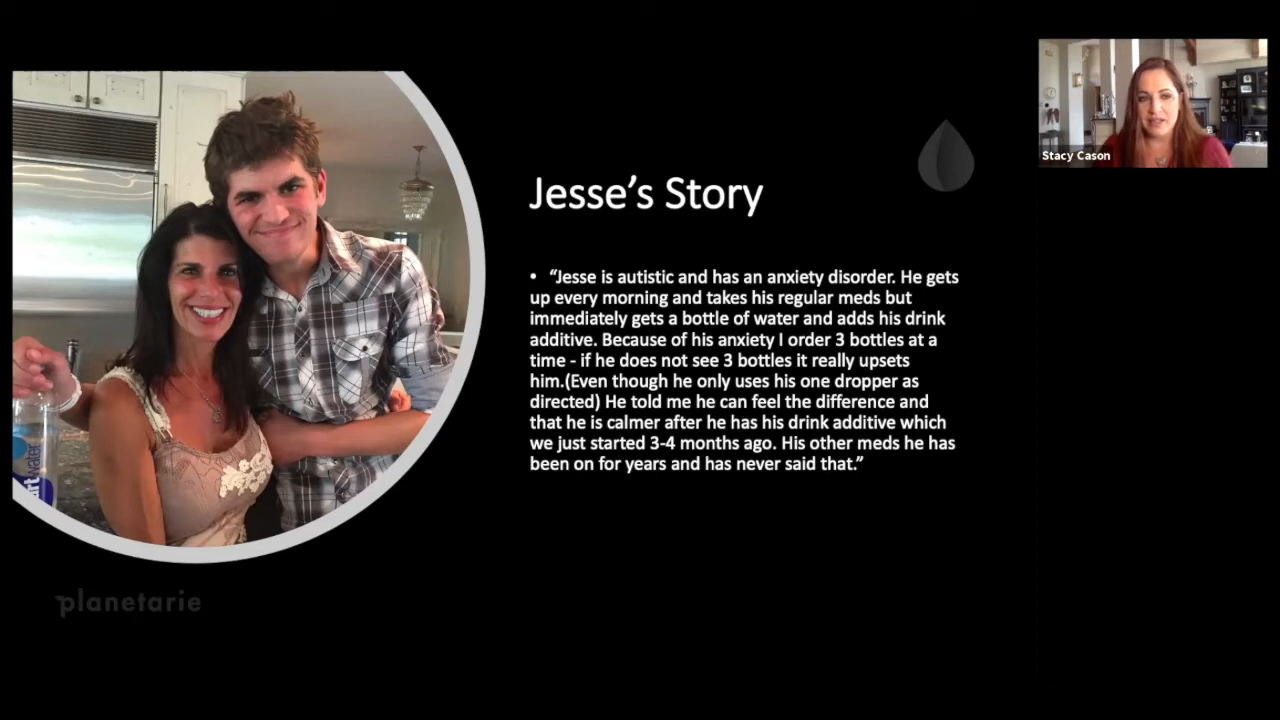 Stacy Cason
Jesse’s Story
• “Jesse is autistic and has an anxiety disorder. He gets
up every morning and takes his regular meds but
immediately gets a bottle of water and adds his drink
additive. Because of his anxiety I order 3 bottles at a
time - if he does not see 3 bottles it really upsets
him.(Even though he only uses his one dropper as
directed) He told me he can feel the difference and
that he is calmer after he has his drink additive which
we just started 3-4 months ago. His other meds he has
been on for years and has never said that.”
artwater
planetarie